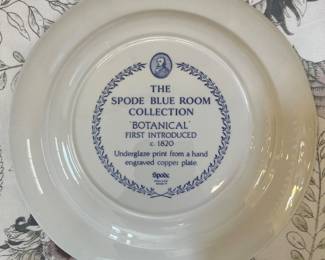 THE
SPODE BLUE ROOM
COLLECTION
'BOTANICAL'
FIRST INTRODUCED
c. 1820
Underglaze print from a hand
engraved copper plate.
Spode